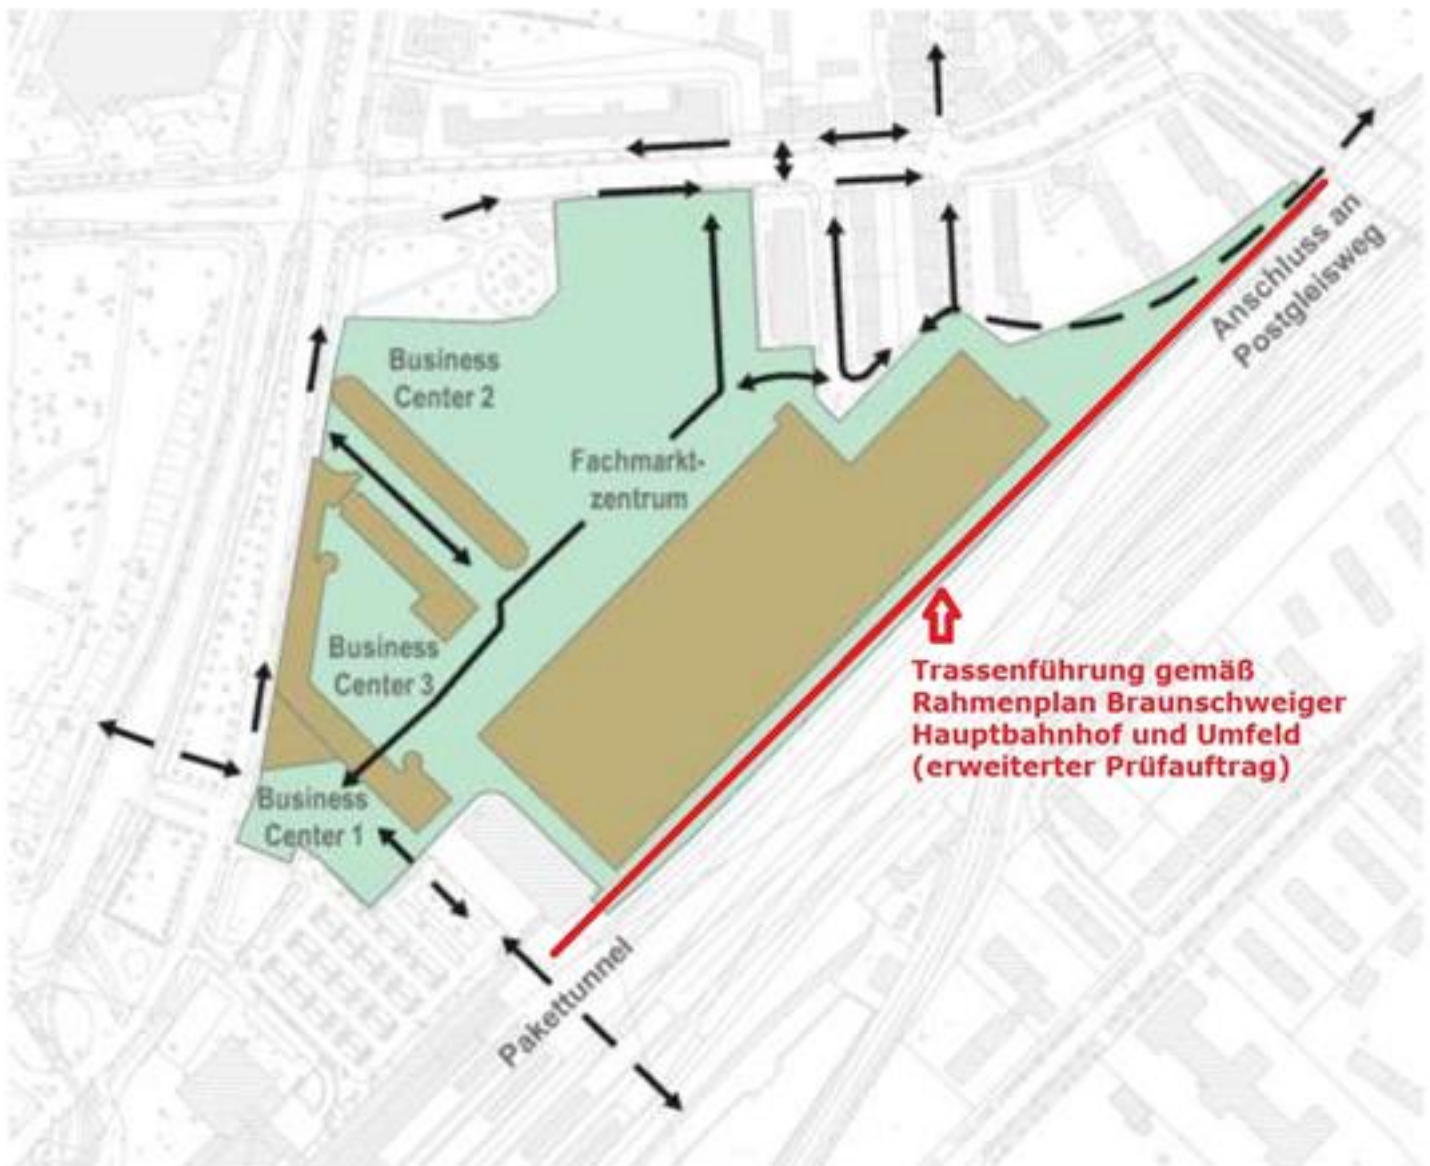 Business
Center 2
Fachmarkt-
zentrum
Anschluss an
Postgleisweg
Business
Center 3
Trassenführung gemäß
Rahmenplan Braunschweiger
Hauptbahnhof und Umfeld
(erweiterter Prüfauftrag)
Business
Center 1
Pakettunnel